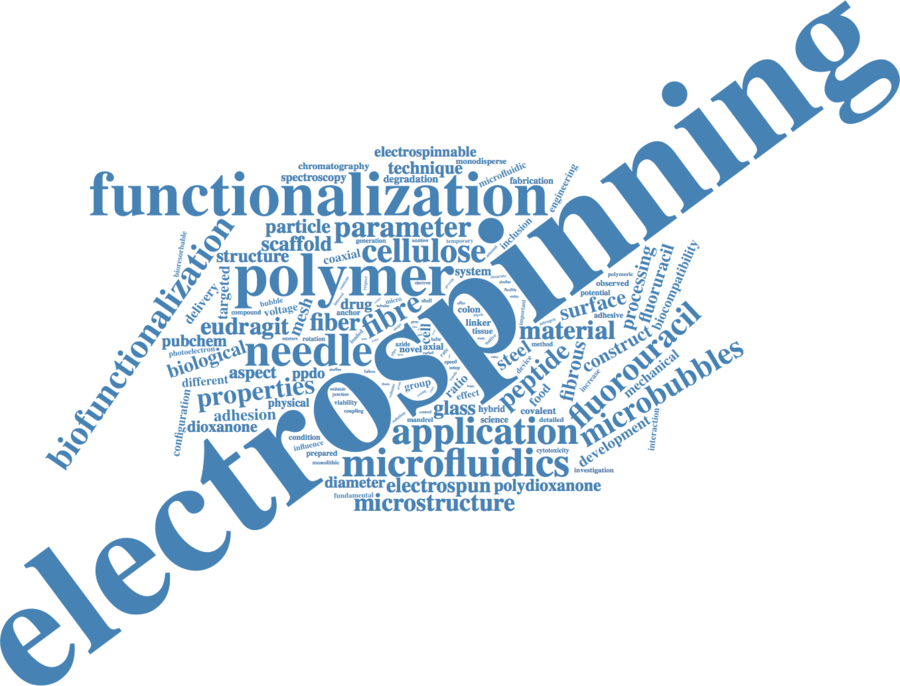 electrospinning
electrospinnable
chromatography
technique
monodisperse
spectroscopy
degradation
microfluidic
fabrication
engineering
functionalization
particle
parameter
inclusion
scaffold
generation
temporary
bioresorbable
biofunctionalization
structure
coaxial
cellulose
polymer
system
delivery
targeted
mesh
bubble
voltage
compound
drug
anchor
micro
shell
colon
linker
tissue
eudragit
fiber
fibre
cell
pubchem
rotation
photoelectron
biological
needle
azide
novel
axial
different
aspect
ppdo
group
ratio
effect
properties
physical
viability
coupling
configuration
adhesion
dioxanone
glass
hybrid
mandrel
science
condition
influence
prepared
monolithic
application
microfluidics
diameter
electrospun
polydioxanone
fundamental
microstructure
polymeric
observed
potential
surface
adhesive
processing
fluoruracil
biocompatibility
important
material
method
steel
device
peptide
food
fibrous
construct
increase
fluorouracil
mechanical
microbubbles
covalent
detailed
development
interaction
cytotoxicity
investigation